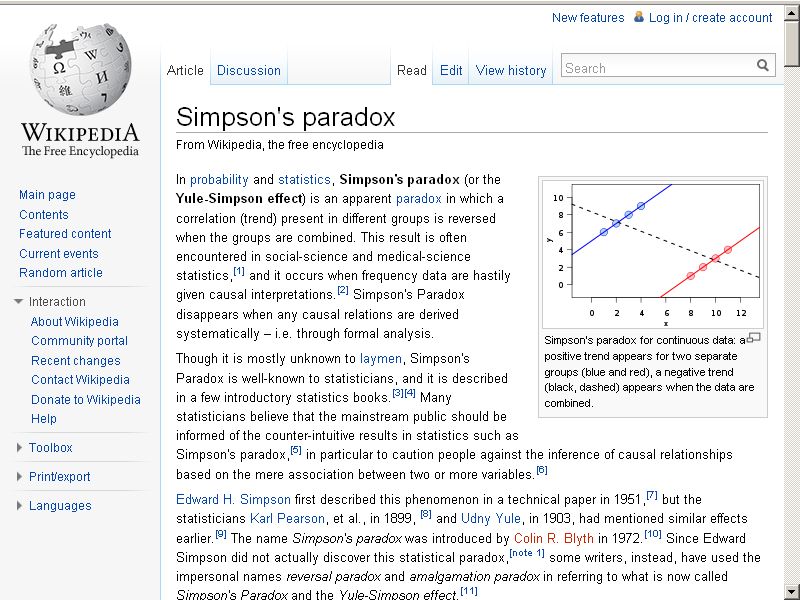 New features Log in / create account
Article Discussion Read Edit View history Search
WIKIPEDIA
The Free Encyclopedia
Main page
Contents
Featured content
Current events
Random article
Interaction
About Wikipedia
Community portal
Recent changes
Contact Wikipedia
Donate to Wikipedia
Help
Toolbox
Print/export
Languages
Simpson's paradox
From Wikipedia, the free encyclopedia
In probability and statistics, Simpson's paradox (or the
Yule-Simpson effect) is an apparent paradox in which a
correlation (trend) present in different groups is reversed
when the groups are combined. This result is often
encountered in social-science and medical-science
statistics,[1] and it occurs when frequency data are hastily
given causal interpretations.[2] Simpson's Paradox
disappears when any causal relations are derived
systematically – i.e. through formal analysis.
10
8
6
4
2
0
y
0 2 4 6 8 10 12
x
Simpson's paradox for continuous data: a
positive trend appears for two separate
groups (blue and red), a negative trend
(black, dashed) appears when the data are
combined.
Though it is mostly unknown to laymen, Simpson's
Paradox is well-known to statisticians, and it is described
in a few introductory statistics books.[3][4] Many
statisticians believe that the mainstream public should be
informed of the counter-intuitive results in statistics such as
Simpson's paradox,[5] in particular to caution people against the inference of causal relationships
based on the mere association between two or more variables.[6]
Edward H. Simpson first described this phenomenon in a technical paper in 1951,[7] but the
statisticians Karl Pearson, et al., in 1899, [8] and Udny Yule, in 1903, had mentioned similar effects
earlier.[9] The name Simpson's paradox was introduced by Colin R. Blyth in 1972.[10] Since Edward
Simpson did not actually discover this statistical paradox,[note 1] some writers, instead, have used the
impersonal names reversal paradox and amalgamation paradox in referring to what is now called
Simpson's Paradox and the Yule-Simpson effect.[11]